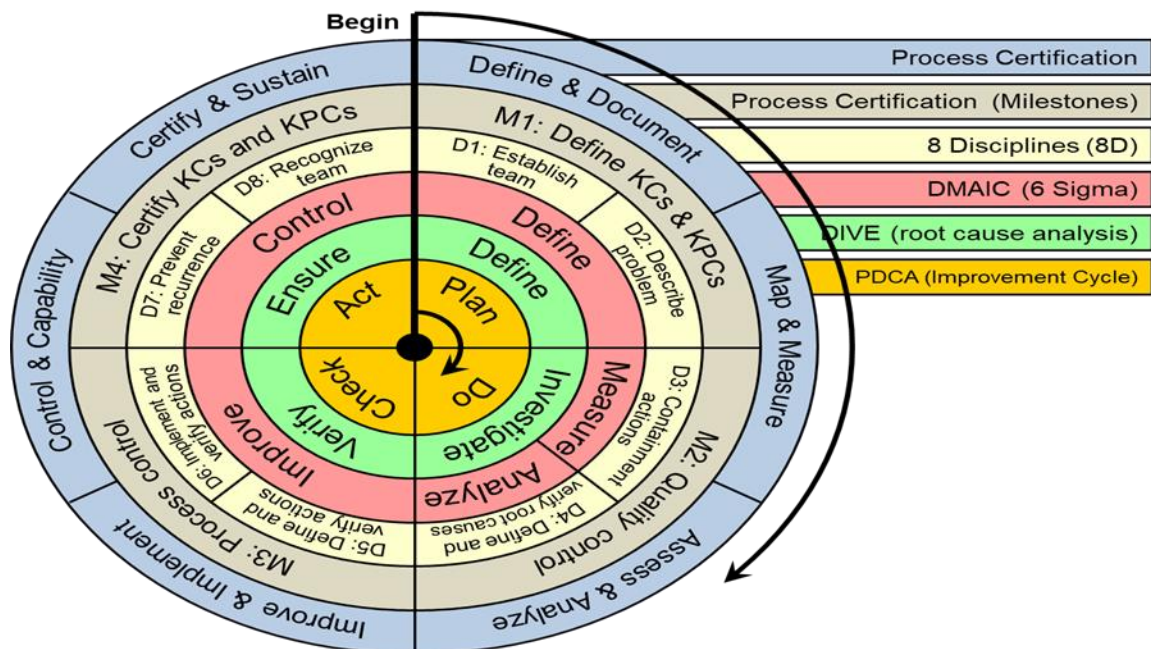 Begin
Process Certification
Process Certification (Milestones)
8 Disciplines (8D)
DMAIC (6 Sigma)
DIVE (root cause analysis)
PDCA (Improvement Cycle)
Define & Document
Map & Measure
Assess & Analyze
Improve & Implement
Control & Capability
Certify & Sustain
M1: Define KCs & KPCs
M2: Quality control
M3: Process control
M4: Certify KCs and KPCs
D1: Establish
team
D2: Describe
problem
D3: Containment
actions
D4: Define and
verify root causes
D5: Define and
verify actions
D6: Implement and
verify actions
D7: Prevent
recurrence
D8: Recognize
team
Define
Measure
Analyze
Improve
Control
Define
Investigate
Verify
Ensure
Plan
Do
Check
Act